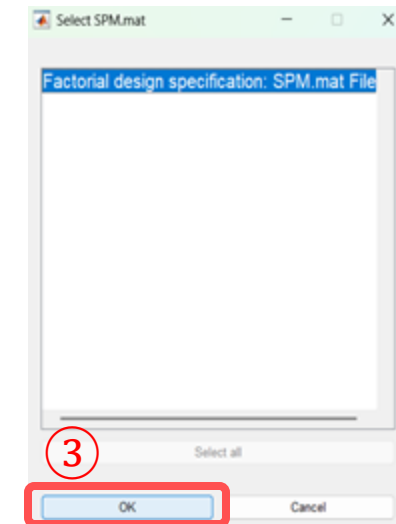 Select SPM.mat
Factorial design specification: SPM.mat File
③
Select all
OK Cancel